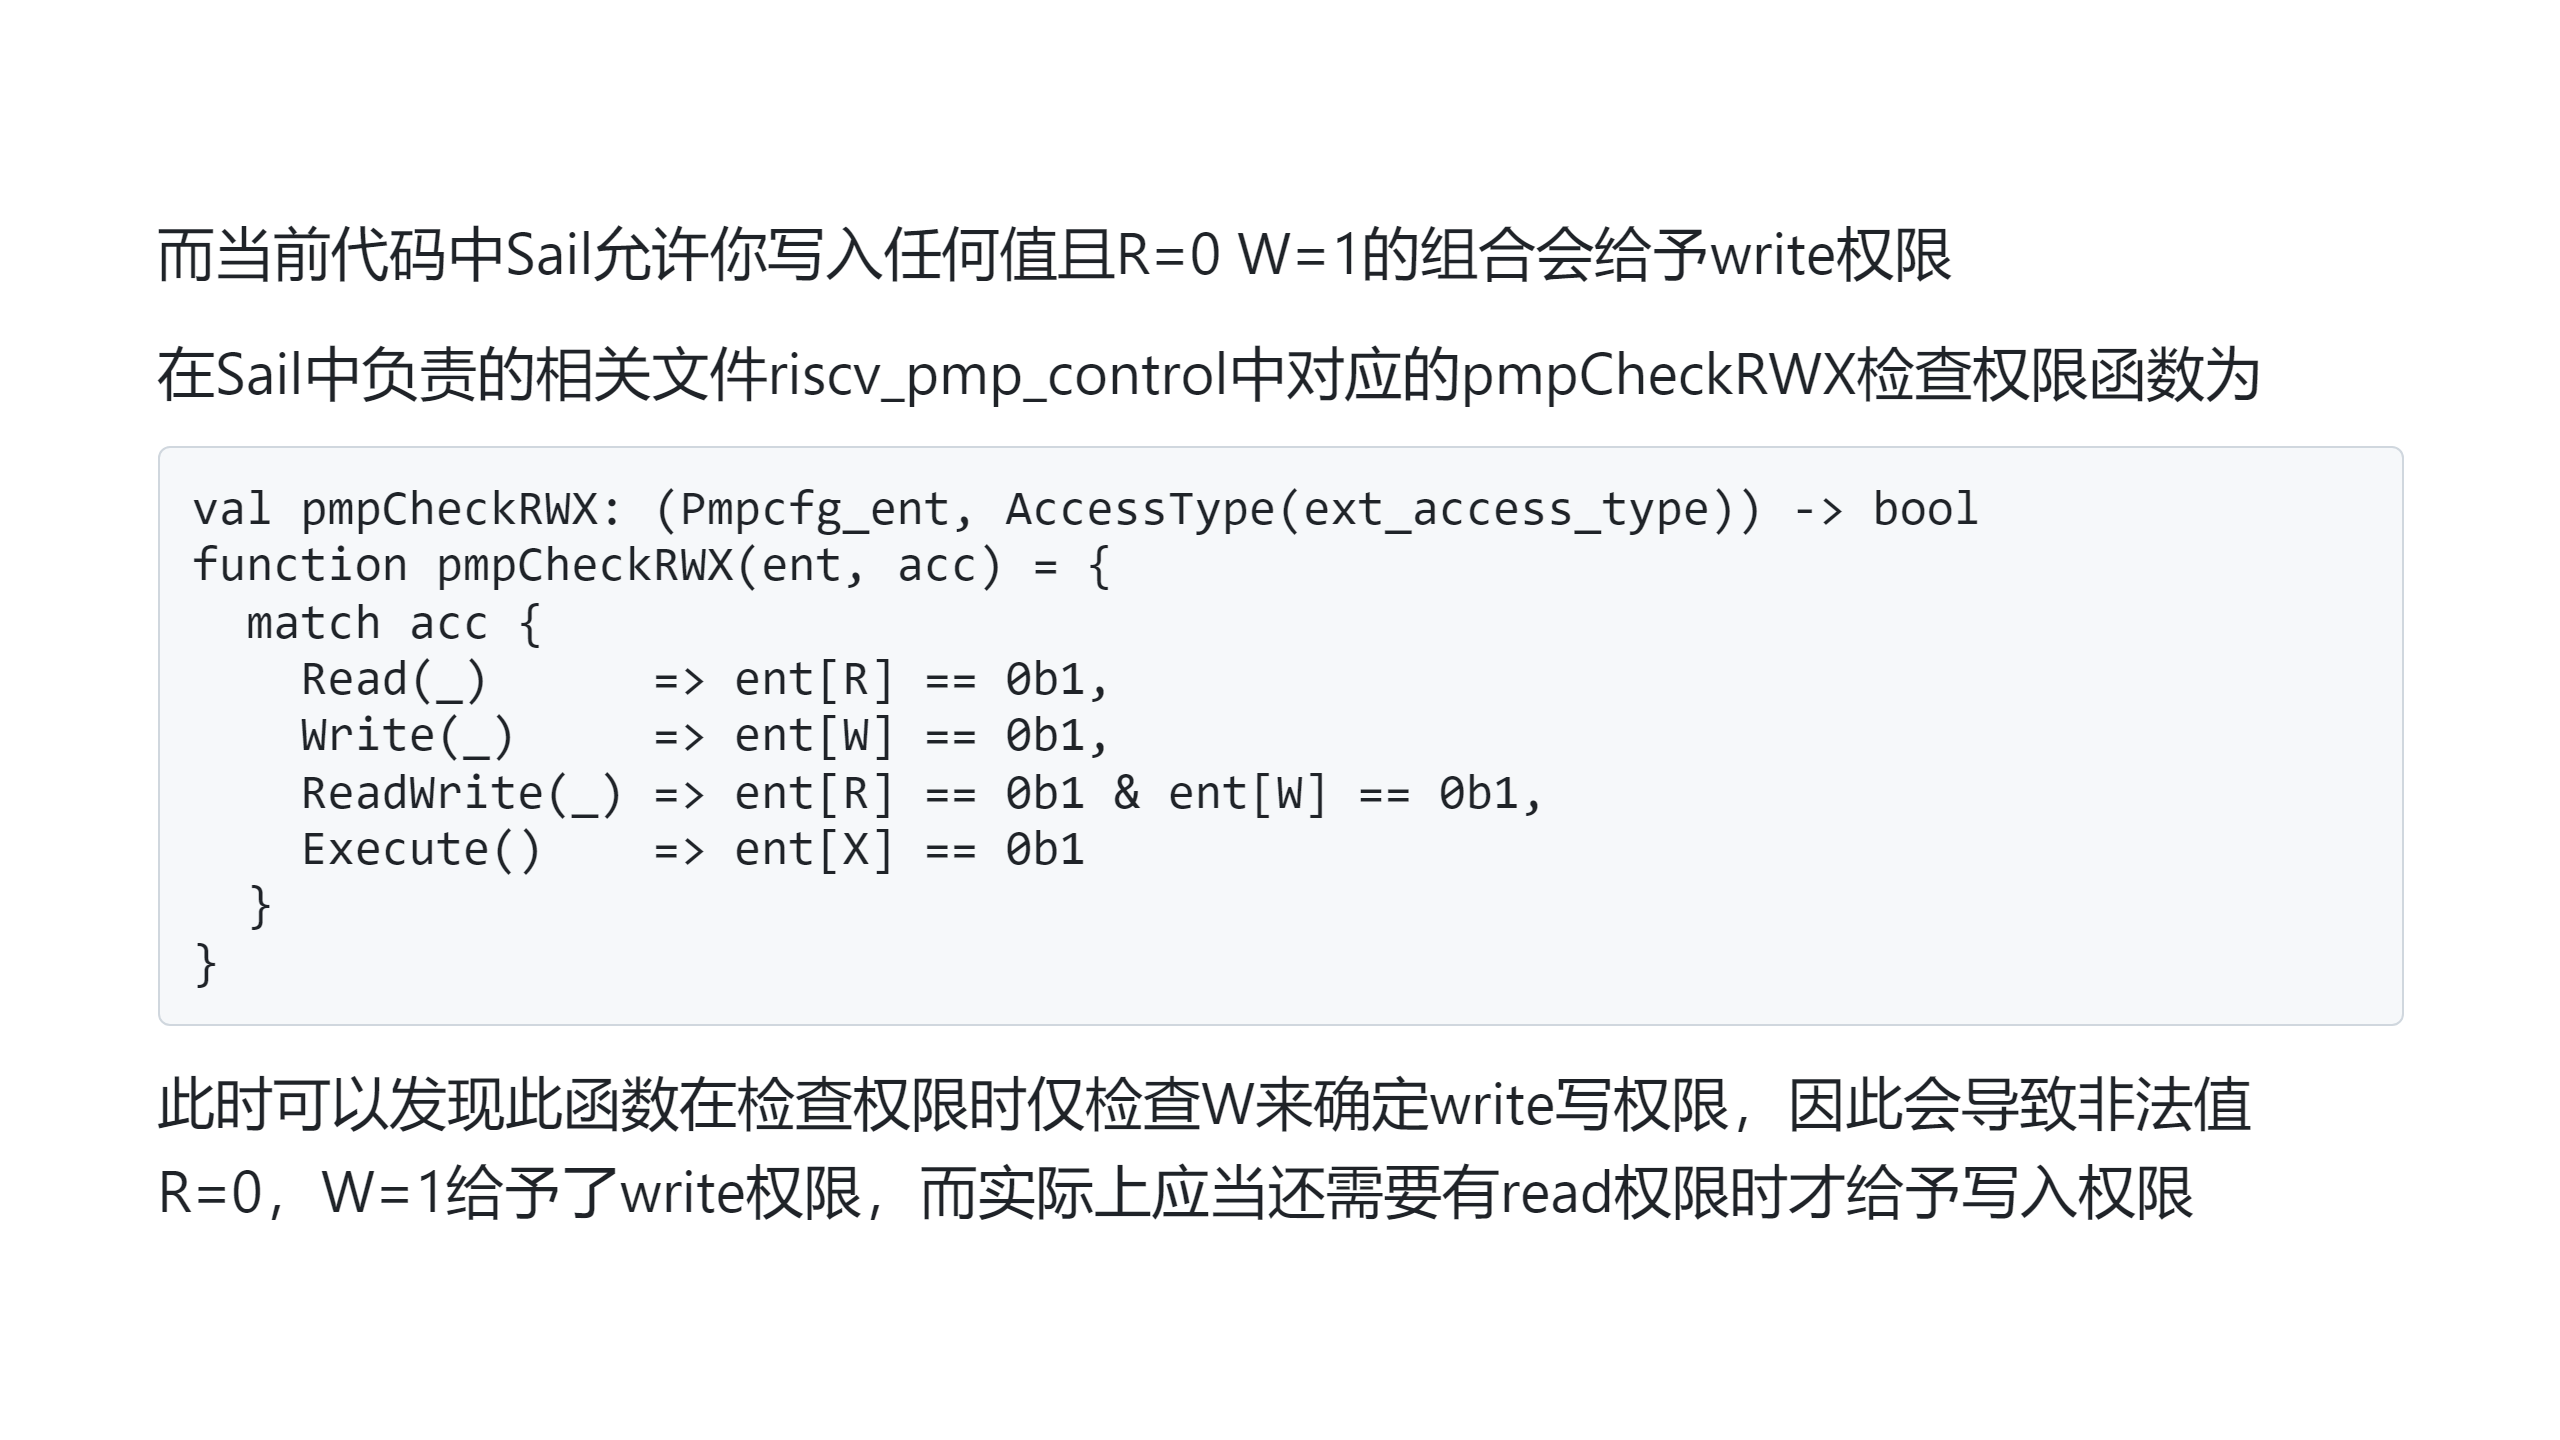 而当前代码中Sail允许你写入任何值且R=0 W=1的组合会给予write权限
在Sail中负责的相关文件riscv_pmp_control中对应的pmpCheckRWX检查权限函数为
val pmpCheckRWX: (Pmpcfg_ent, AccessType(ext_access_type)) -> bool
function pmpCheckRWX(ent, acc) = {
  match acc {
    Read(_)      => ent[R] == 0b1,
    Write(_)     => ent[W] == 0b1,
    ReadWrite(_) => ent[R] == 0b1 & ent[W] == 0b1,
    Execute()    => ent[X] == 0b1
  }
}
此时可以发现此函数在检查权限时仅检查W来确定write写权限，因此会导致非法值
R=0，W=1给予了write权限，而实际上应当还需要有read权限时才给予写入权限